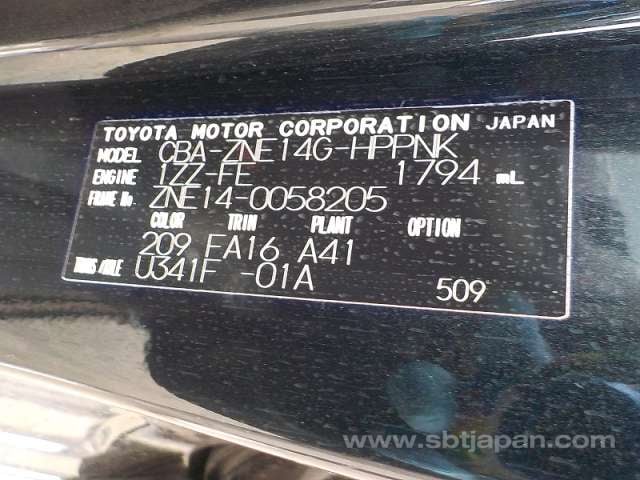 TOYOTA MOTOR CORPORATION JAPAN
MODEL CBA-ZNE14G-HPPNK
ENGINE 1ZZ-FE 1794 mL
FRAME No. ZNE14-0058205
COLOR TRIM PLANT OPTION
209 FA16 A41
TRANS/AXLE U341F -01A
509
www.sbtjapan.com